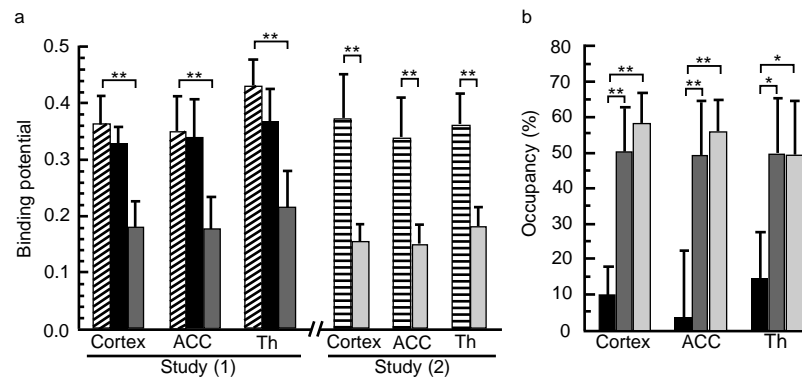 a
Binding potential
0.5
0.4
0.3
0.2
0.1
0.0
** ** ** ** ** **
Cortex ACC Th Cortex ACC Th
Study (1) Study (2)
b
Occupancy (%)
80
70
60
50
40
30
20
10
0
** ** ** ** * *
Cortex ACC Th